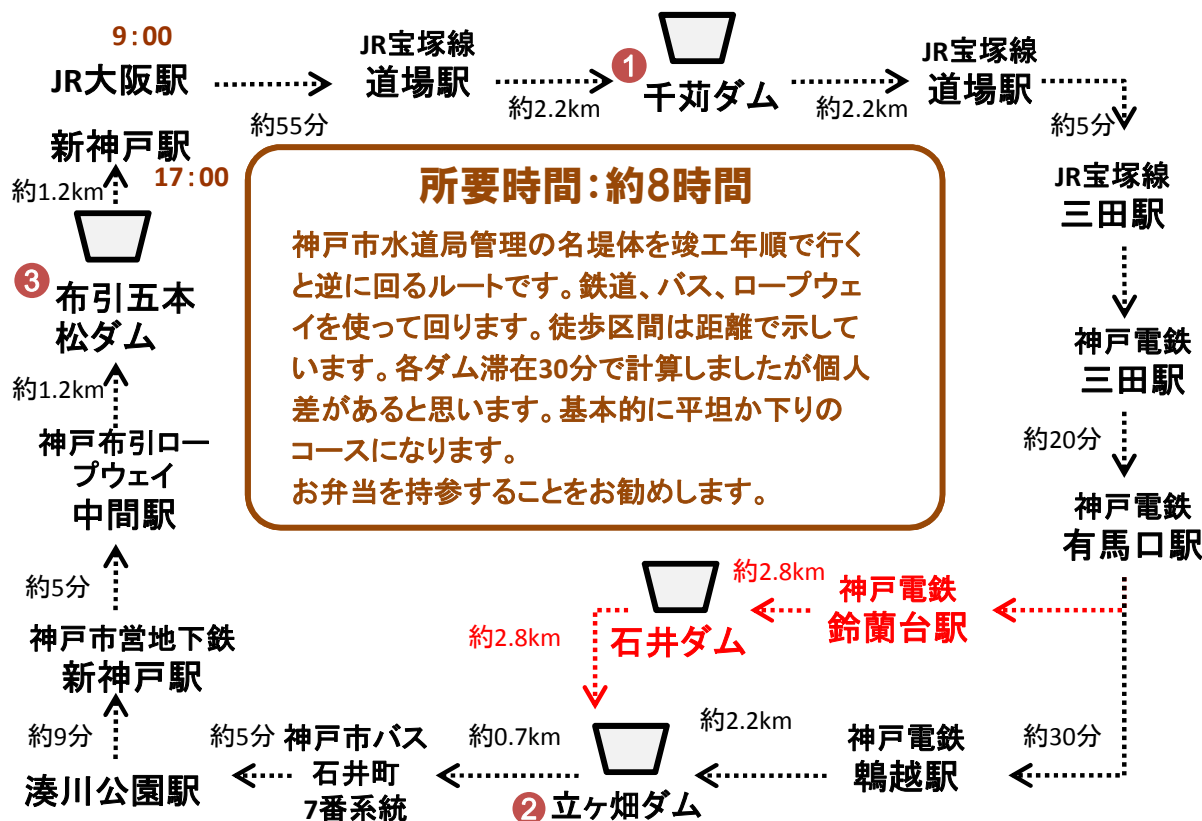 9:00
JR大阪駅
約55分
JR宝塚線
道場駅
約2.2km
1
千苅ダム
約2.2km
JR宝塚線
道場駅
約5分
JR宝塚線
三田駅
神戸電鉄
三田駅
約20分
神戸電鉄
有馬口駅
約30分
神戸電鉄
鵯越駅
約2.2km
神戸電鉄
鈴蘭台駅
約2.8km
石井ダム
約2.8km
2
立ヶ畑ダム
約0.7km
神戸市バス
石井町
7番系統
約5分
湊川公園駅
約9分
神戸市営地下鉄
新神戸駅
約5分
神戸布引ロー
プウェイ
中間駅
約1.2km
3
布引五本
松ダム
約1.2km
新神戸駅
17:00
所要時間：約8時間
神戸市水道局管理の名堤体を竣工年順で行く
と逆に回るルートです。鉄道、バス、ロープウェ
イを使って回ります。徒歩区間は距離で示して
います。各ダム滞在30分で計算しましたが個人
差があると思います。基本的に平坦か下りの
コースになります。
お弁当を持参することをお勧めします。